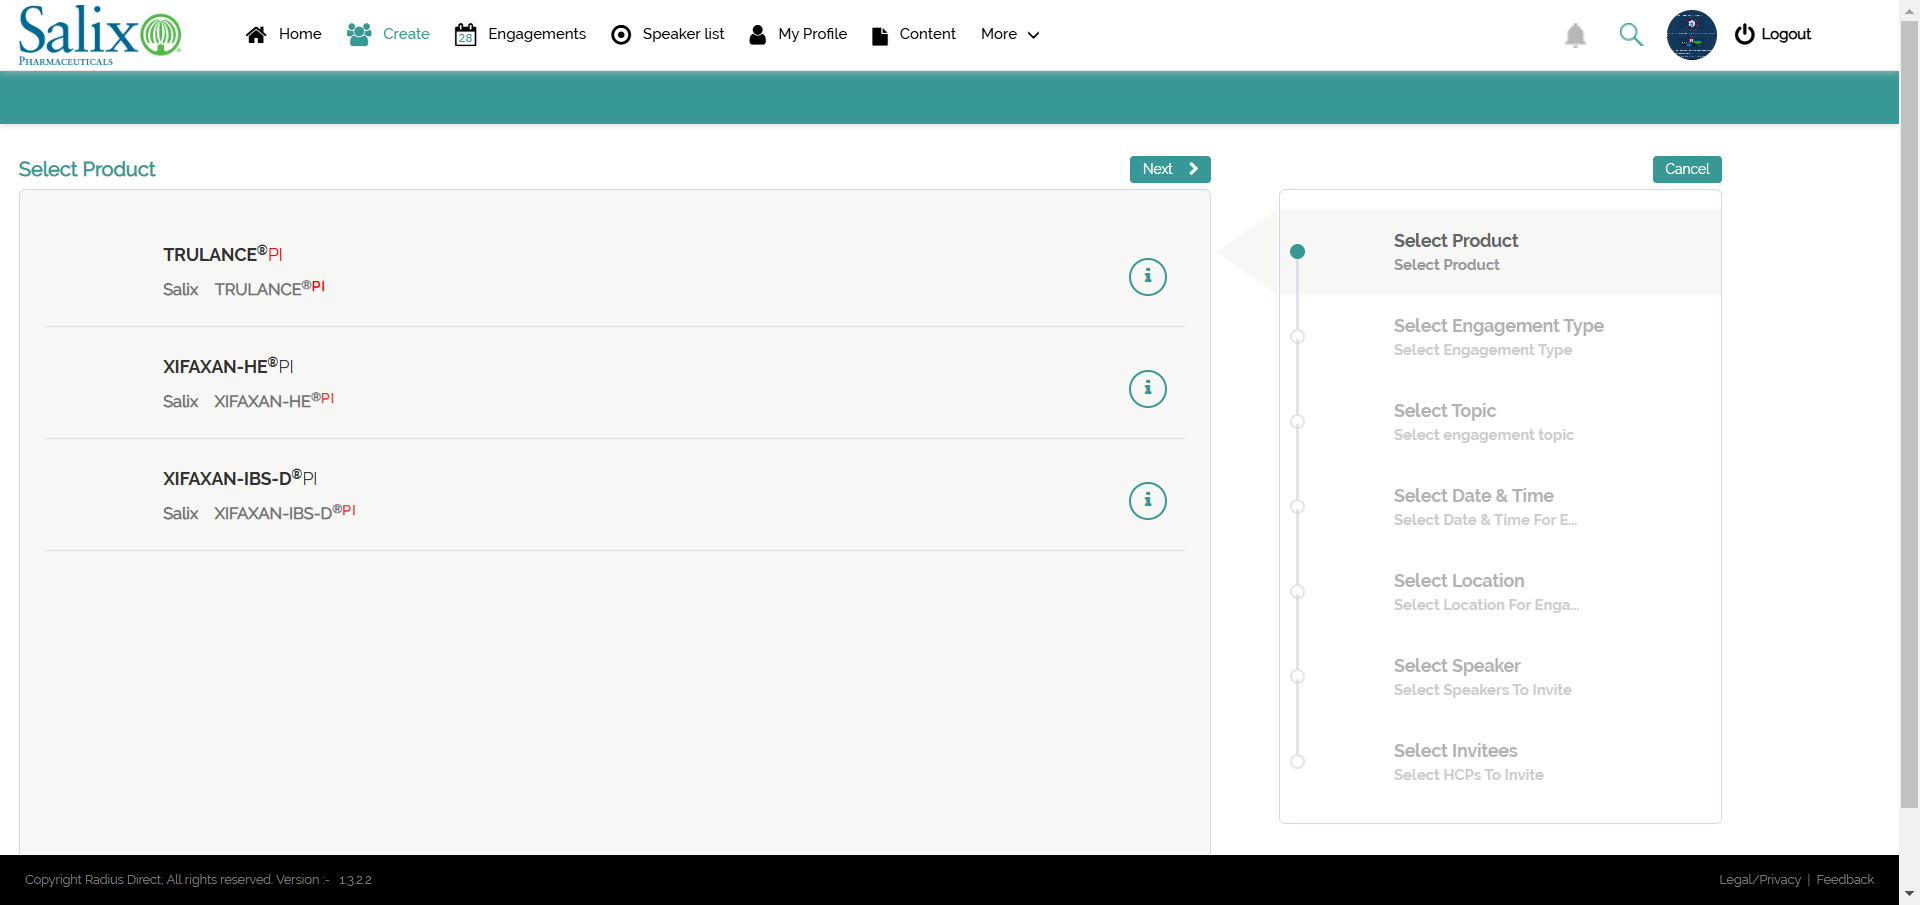 Salix
PHARMACEUTICALS
Home
Create
28
Engagements
Speaker list
My Profile
Content
More
Logout
Select Product
Next
Cancel
TRULANCE®PI
Salix TRULANCE®PI
XIFAXAN-HE®PI
Salix XIFAXAN-HE®PI
XIFAXAN-IBS-D®PI
Salix XIFAXAN-IBS-D®PI
Select Product
Select Product
Select Engagement Type
Select Engagement Type
Select Topic
Select engagement topic
Select Date & Time
Select Date & Time For E...
Select Location
Select Location For Enga...
Select Speaker
Select Speakers To Invite
Select Invitees
Select HCPs To Invite
Copyright Radius Direct, All rights reserved. Version :- 1.3.2.2
Legal/Privacy | Feedback